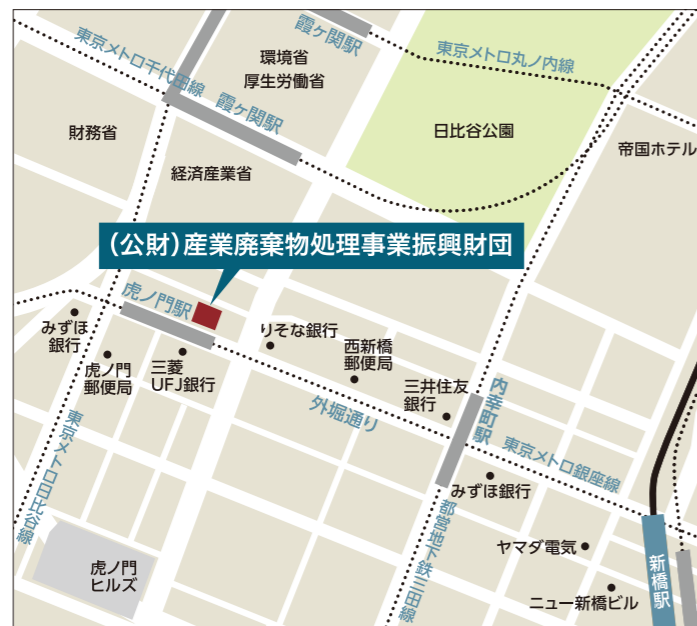 霞ヶ関駅
東京メトロ丸ノ内線
環境省
厚生労働省
東京メトロ千代田線
霞ヶ関駅
日比谷公園
財務省
帝国ホテル
経済産業省
(公財)産業廃棄物処理事業振興財団
虎ノ門駅
みずほ
銀行
虎ノ門
郵便局
三菱
UFJ銀行
りそな銀行
西新橋
郵便局
三井住友
銀行
内幸町駅
外堀通り
東京メトロ銀座線
みずほ銀行
東京メトロ日比谷線
都営地下鉄三田線
ヤマダ電気
新橋駅
虎ノ門
ヒルズ
ニュー新橋ビル